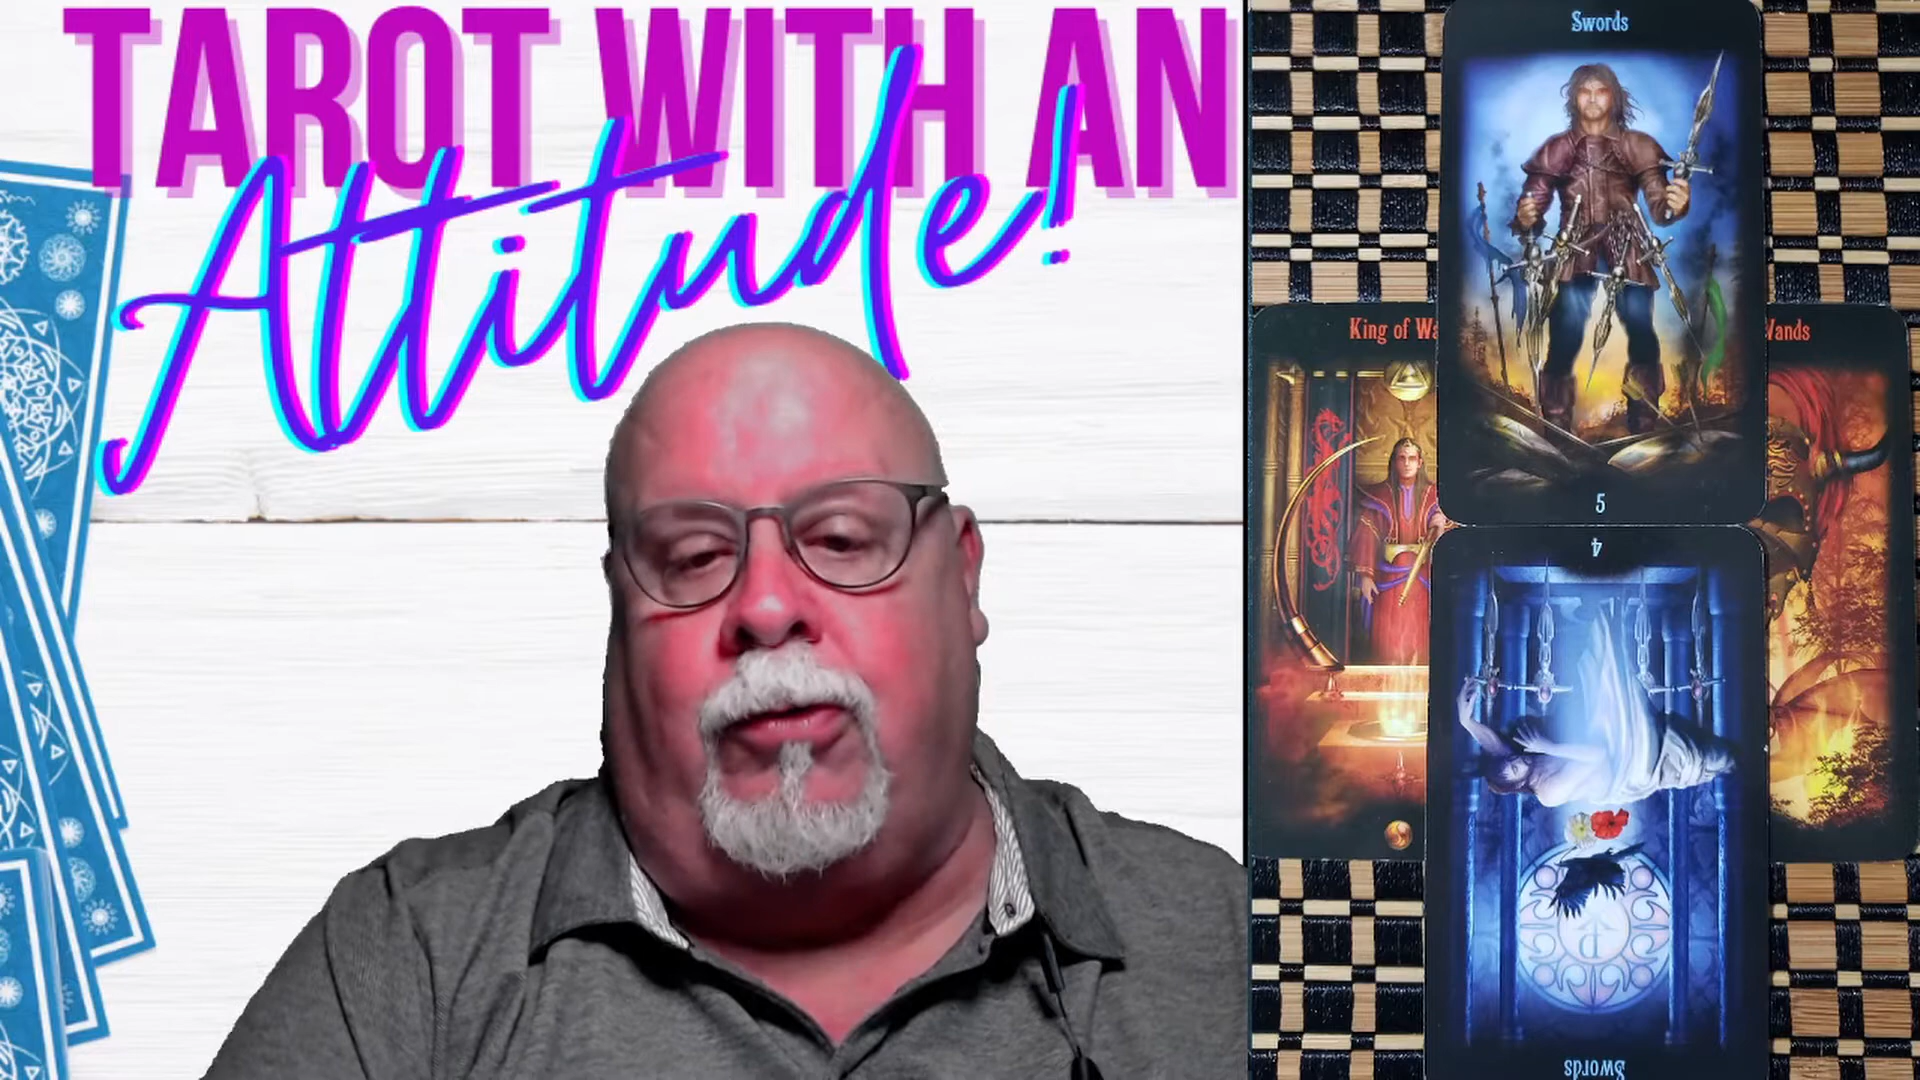 TAROT WITH AN
Attitude!
Swords
5
King of Wa
Wands
4
Swords